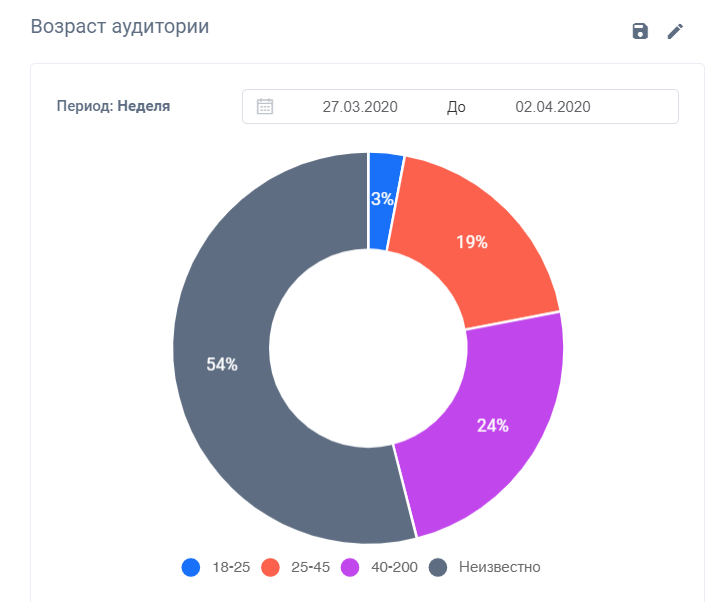 Возраст аудитории
Период: Неделя 27.03.2020 До 02.04.2020
3%
19%
54%
24%
18-25 25-45 40-200 Неизвестно